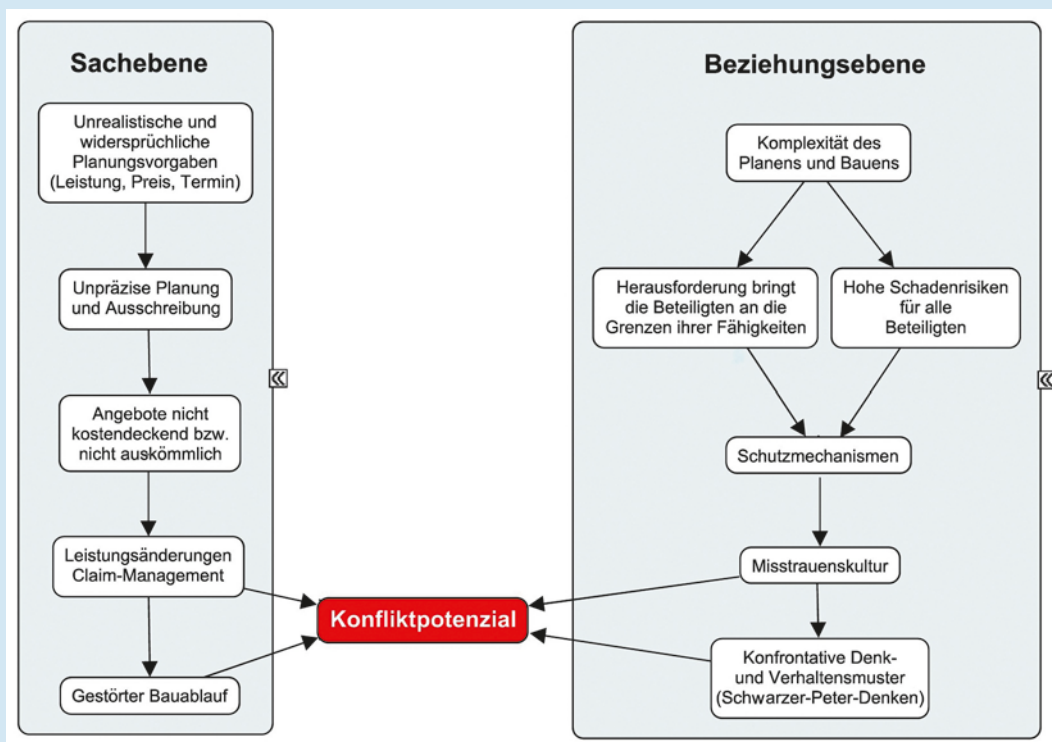 Sachebene
Unrealistische und
widersprüchliche
Planungsvorgaben
(Leistung, Preis, Termin)
Unpräzise Planung
und Ausschreibung
Angebote nicht
kostendeckend bzw.
nicht auskömmlich
Leistungsänderungen
Claim-Management
Gestörter Bauablauf
Konfliktpotenzial
Beziehungsebene
Komplexität des
Planens und Bauens
Herausforderung bringt
die Beteiligten an die
Grenzen ihrer Fähigkeiten
Hohe Schadenrisiken
für alle
Beteiligten
Schutzmechanismen
Misstrauenskultur
Konfrontative Denk-
und Verhaltensmuster
(Schwarzer-Peter-Denken)